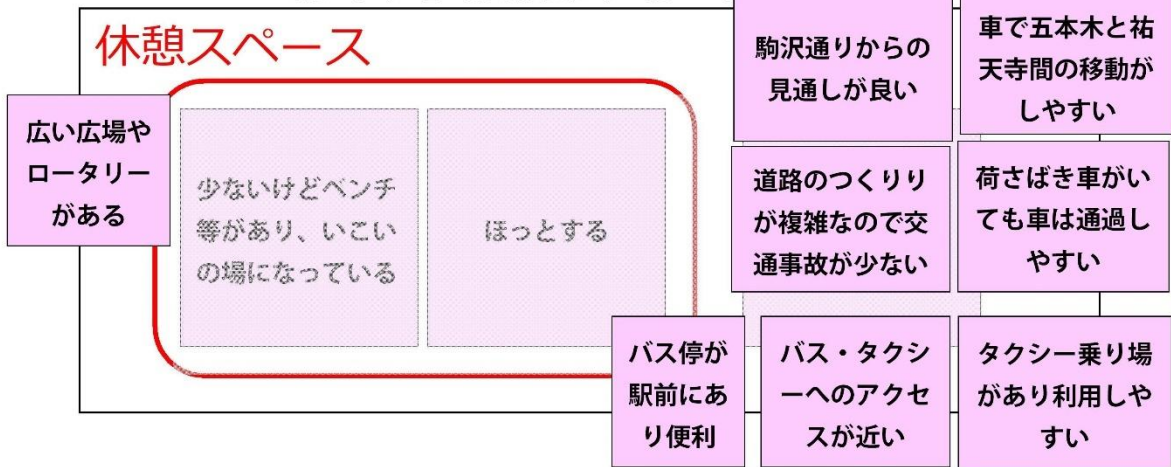 休憩スペース
広い広場や
ロータリー
がある
少ないけどベンチ
等があり、いこい
の場になっている
ほっとする
駒沢通りからの
見通しが良い
車で五本木と祐
天寺間の移動が
しやすい
道路のつくりり
が複雑なので交
通事故が少ない
荷さばき車がい
ても車は通過し
やすい
バス停が
駅前にあ
り便利
バス・タクシ
ーへのアクセ
スが近い
タクシー乗り場
があり利用しや
すい